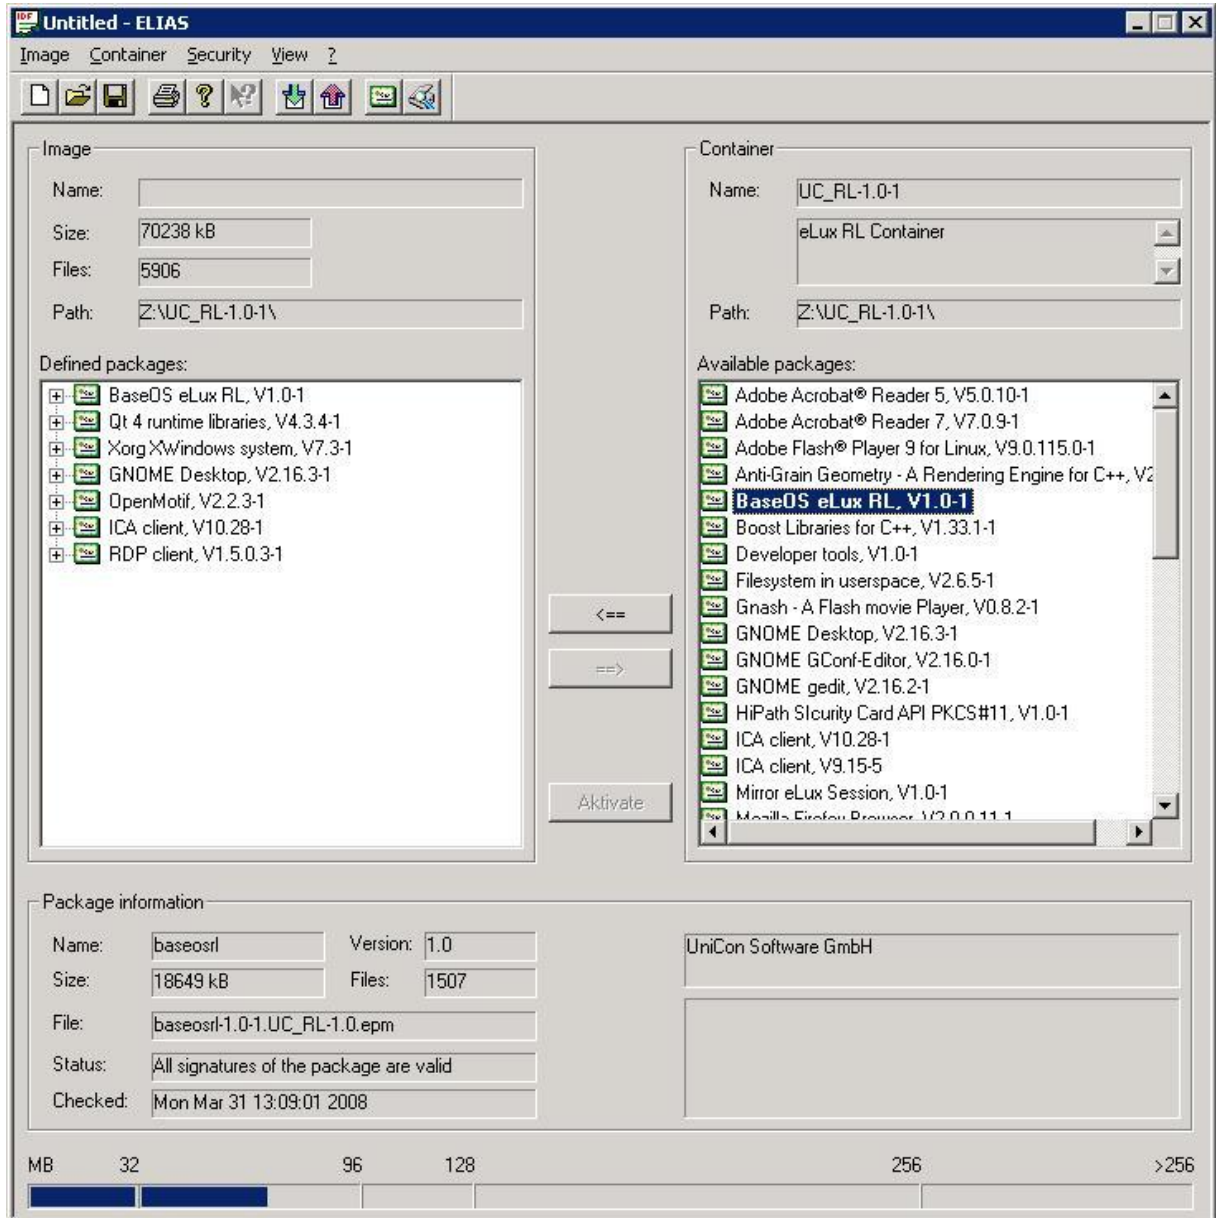 Untitled - ELIAS
Image Container Security View ?
Image
Name:
Size: 70238 kB
Files: 5906
Path: Z:\UC_RL-1.0-1\
Defined packages:
BaseOS eLux RL, V1.0-1
Qt 4 runtime libraries, V4.3.4-1
Xorg XWindows system, V7.3-1
GNOME Desktop, V2.16.3-1
OpenMotif, V2.2.3-1
ICA client, V10.28-1
RDP client, V1.5.0.3-1
<==
==>
Aktivate
Container
Name: UC_RL-1.0-1
eLux RL Container
Path: Z:\UC_RL-1.0-1\
Available packages:
Adobe Acrobat® Reader 5, V5.0.10-1
Adobe Acrobat® Reader 7, V7.0.9-1
Adobe Flash® Player 9 for Linux, V9.0.115.0-1
Anti-Grain Geometry - A Rendering Engine for C++, V2
BaseOS eLux RL, V1.0-1
Boost Libraries for C++, V1.33.1-1
Developer tools, V1.0-1
Filesystem in userspace, V2.6.5-1
Gnash - A Flash movie Player, V0.8.2-1
GNOME Desktop, V2.16.3-1
GNOME GConf-Editor, V2.16.0-1
GNOME gedit, V2.16.2-1
HiPath SIcurity Card API PKCS#11, V1.0-1
ICA client, V10.28-1
ICA client, V9.15-5
Mirror eLux Session, V1.0-1
Mozilla Firefox Browser, V2.0.0.11-1
Package information
Name: baseosrl Version: 1.0
Size: 18649 kB Files: 1507
File: baseosrl-1.0-1.UC_RL-1.0.epm
Status: All signatures of the package are valid
Checked: Mon Mar 31 13:09:01 2008
UniCon Software GmbH
MB 32 96 128 256 >256